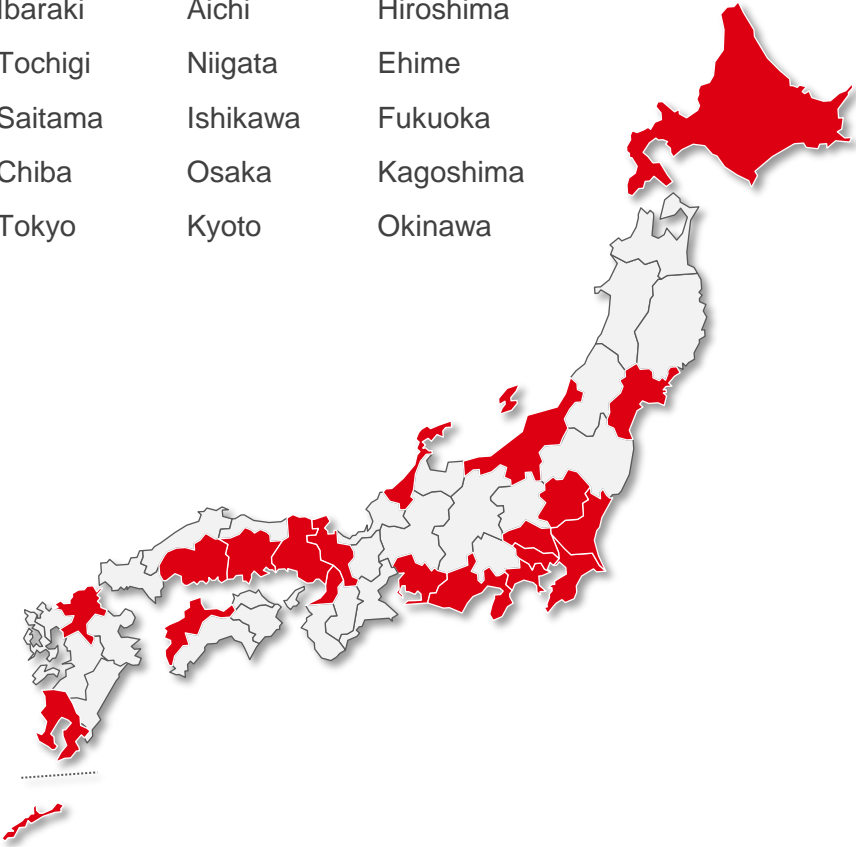 Ibaraki Aichi Hiroshima
Tochigi Niigata Ehime
Saitama Ishikawa Fukuoka
Chiba Osaka Kagoshima
Tokyo Kyoto Okinawa